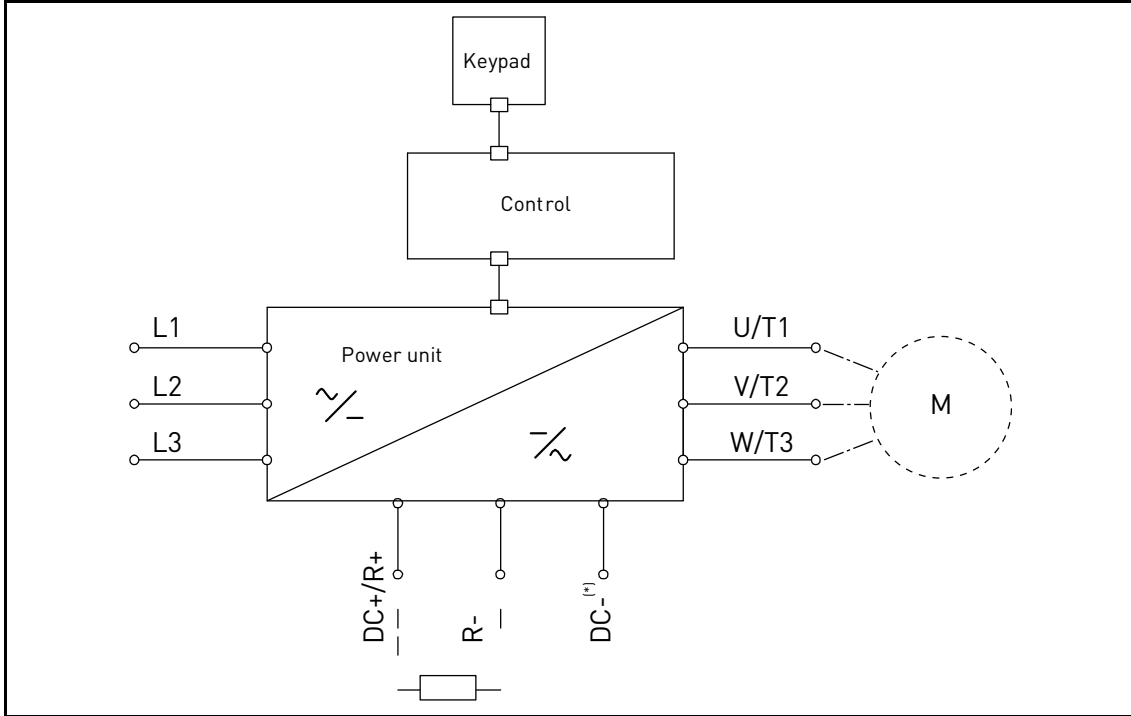 Keypad
Control
Power unit
L1
L2
L3
U/T1
V/T2
W/T3
M
DC+/R+
R-
DC-(*)